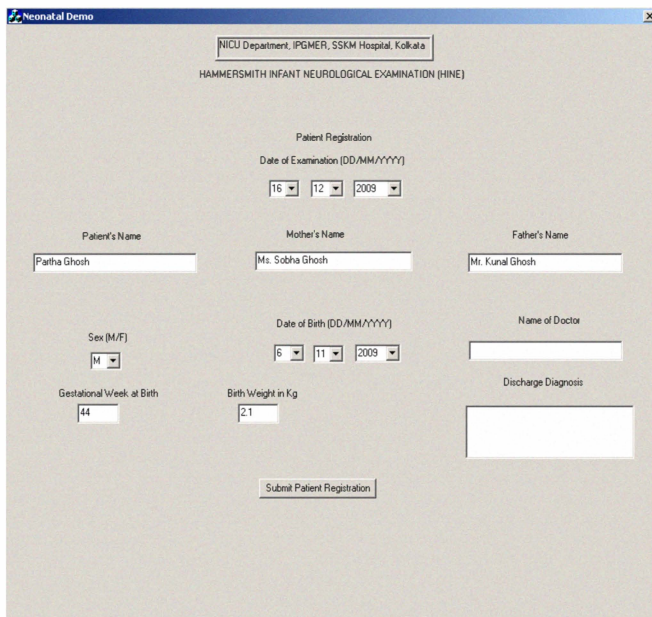 Neonatal Demo
NICU Department, IPGMER, SSKM Hospital, Kolkata
HAMMERSMITH INFANT NEUROLOGICAL EXAMINATION (HINE)
Patient Registration
Date of Examination (DD/MM/YYYY)
16 12 2009
Patient's Name Mother's Name Father's Name
Partha Ghosh Ms. Sobha Ghosh Mr. Kunal Ghosh
Sex (M/F) Date of Birth (DD/MM/YYYY) Name of Doctor
M 6 11 2009
Gestational Week at Birth Birth Weight in Kg Discharge Diagnosis
44 2.1
Submit Patient Registration